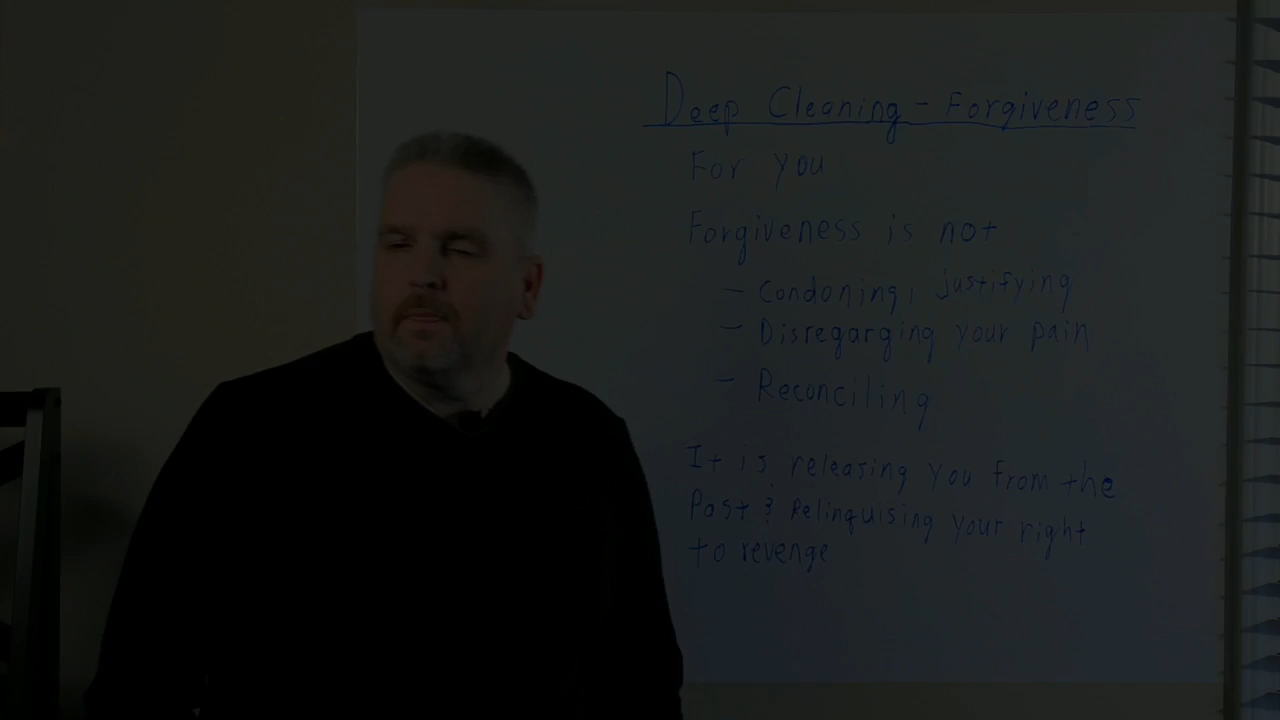 Deep Cleaning - Forgiveness
For you
Forgiveness is not
- Condoning, justifying
- Disregarging your pain
- Reconciling
It is releasing you from the
Past & Relinquising your right
to revenge